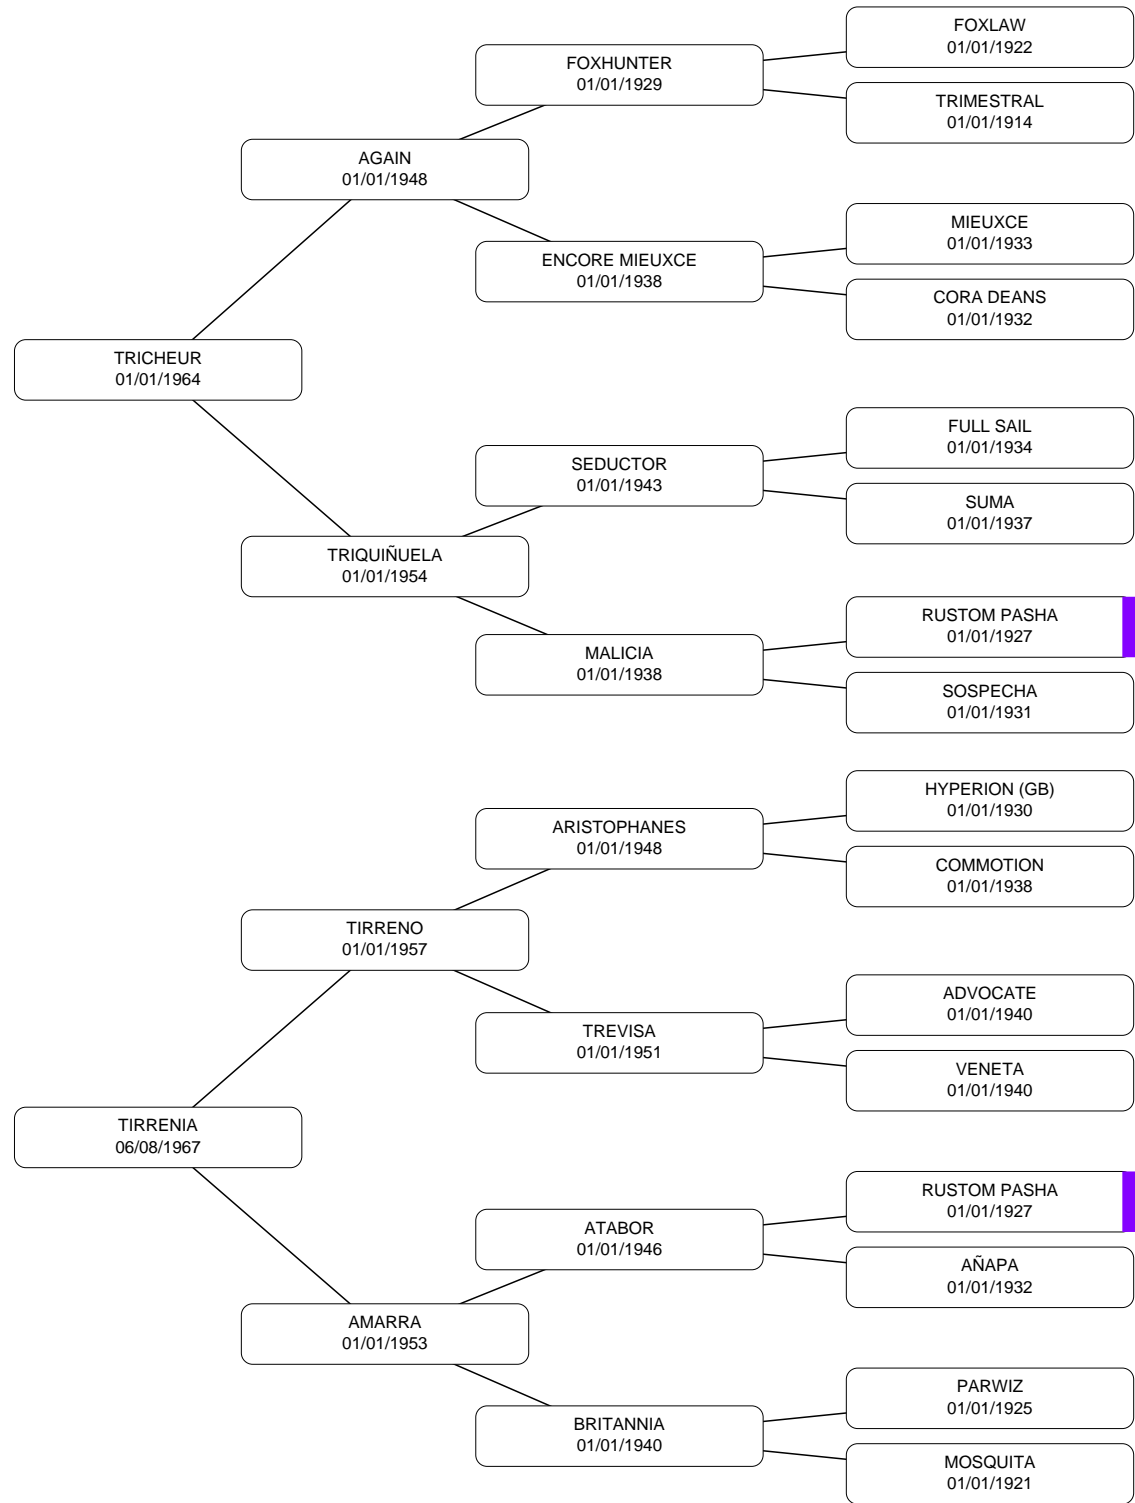 FOXLAW
01/01/1922
FOXHUNTER
01/01/1929
TRIMESTRAL
01/01/1914
AGAIN
01/01/1948
MIEUXCE
01/01/1933
ENCORE MIEUXCE
01/01/1938
CORA DEANS
01/01/1932
TRICHEUR
01/01/1964
FULL SAIL
01/01/1934
SEDUCTOR
01/01/1943
SUMA
01/01/1937
TRIQUIÑUELA
01/01/1954
RUSTOM PASHA
01/01/1927
MALICIA
01/01/1938
SOSPECHA
01/01/1931
HYPERION (GB)
01/01/1930
ARISTOPHANES
01/01/1948
COMMOTION
01/01/1938
TIRRENO
01/01/1957
ADVOCATE
01/01/1940
TREVISA
01/01/1951
VENETA
01/01/1940
TIRRENIA
06/08/1967
RUSTOM PASHA
01/01/1927
ATABOR
01/01/1946
AÑAPA
01/01/1932
AMARRA
01/01/1953
PARWIZ
01/01/1925
BRITANNIA
01/01/1940
MOSQUITA
01/01/1921